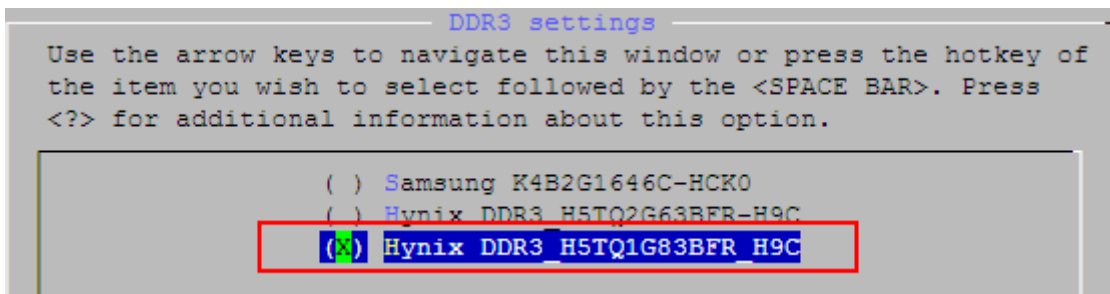 DDR3 settings
Use the arrow keys to navigate this window or press the hotkey of
the item you wish to select followed by the <SPACE BAR>. Press
<?> for additional information about this option.
( ) Samsung K4B2G1646C-HCK0
( ) Hynix DDR3_H5TQ2G63BFR-H9C
(X) Hynix DDR3_H5TQ1G83BFR_H9C